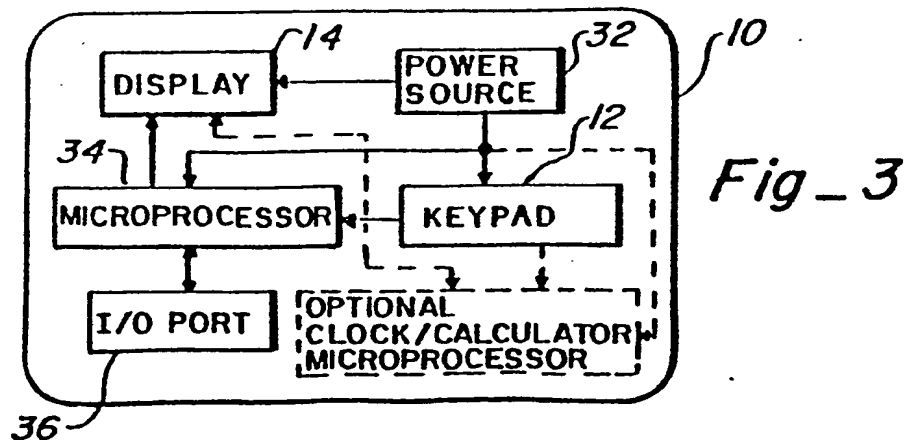 14
32
10
DISPLAY
POWER
SOURCE
34
12
Fig_3
MICROPROCESSOR
KEYPAD
I/O PORT
OPTIONAL
CLOCK/CALCULATOR
MICROPROCESSOR
36